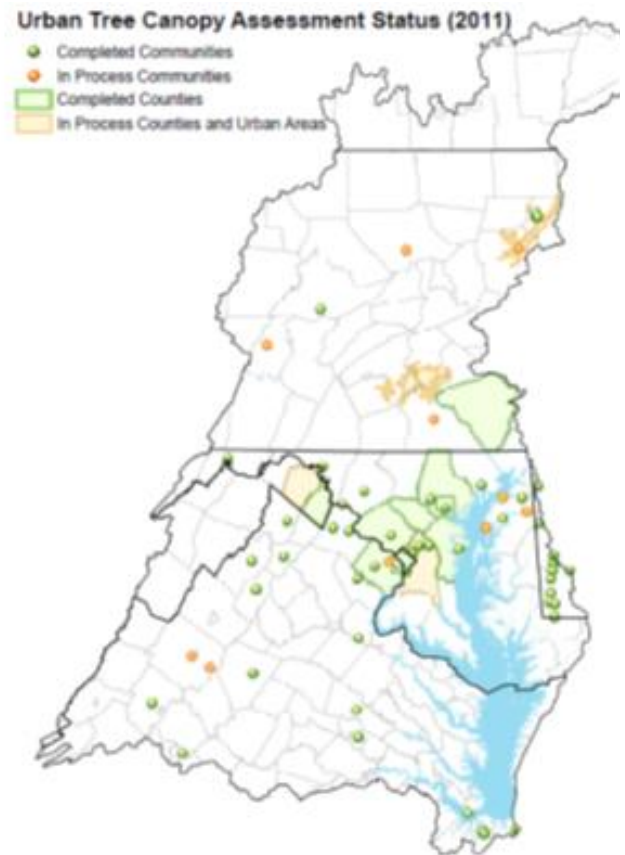 Urban Tree Canopy Assessment Status (2011)
Completed Communities
In Process Communities
Completed Counties
In Process Counties and Urban Areas